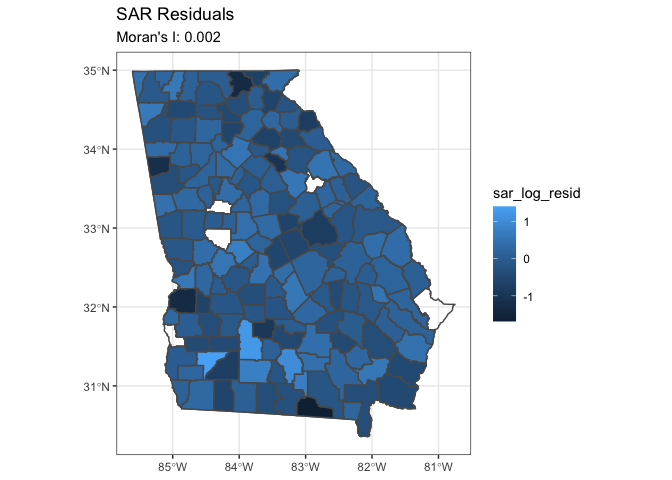 SAR Residuals
Moran's I: 0.002
35°N
34°N
33°N
32°N
31°N
85°W
84°W
83°W
82°W
81°W
sar_log_resid
1
0
-1